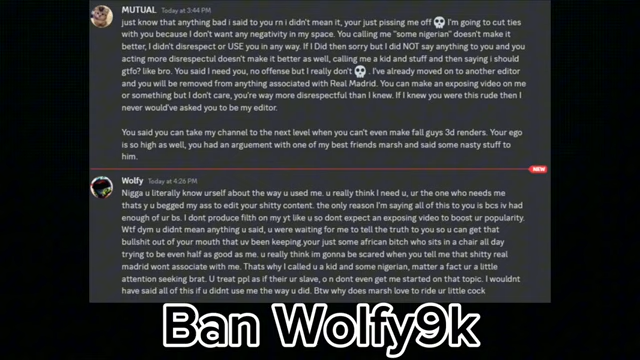 MUTUAL Today at 3:44 PM
just know that anything bad i said to you rn i didn't mean it, your just pissing me off 💀 I'm going to cut ties
with you because I don't want any negativity in my space. You calling me "some nigerian" doesn't make it
better, I didn't disrespect or USE you in any way. If I Did then sorry but I did NOT say anything to you and you
acting more disrespectul doesn't make it better as well, calling me a kid and stuff and then saying i should
gtfo? like bro. You said I need you, no offense but I really don't 💀 . I've already moved on to another editor
and you will be removed from anything associated with Real Madrid. You can make an exposing video on me
or something but I don't care, you're way more disrespectful than I knew. If I knew you were this rude then I
never would've asked you to be my editor.
You said you can take my channel to the next level when you can't even make fall guys 3d renders. Your ego
is so high as well, you had an arguement with one of my best friends marsh and said some nasty stuff to
him.
NEW
Wolfy Today at 4:26 PM
Nigga u literally know urself about the way u used me. u really think I need u, ur the one who needs me
thats y u begged my ass to edit your shitty content. the only reason I'm saying all of this to you is bcs iv had
enough of ur bs. I dont produce filth on my yt like u so dont expect an exposing video to boost ur popularity.
Wtf dym u didnt mean anything u said, u were waiting for me to tell the truth to you so u can get that
bullshit out of your mouth that uv been keeping your just some african bitch who sits in a chair all day
trying to be even half as good as me. u really think im gonna be scared when you tell me that shitty real
madrid wont associate with me. Thats why I called u a kid and some nigerian, matter a fact ur a little
attention seeking brat. U treat ppl as if their ur slave, o n dont even get me started on that topic. I wouldnt
have said all of this if u didnt use me the way u did. Btw why does marsh love to ride ur little cock
Ban Wolfy9k